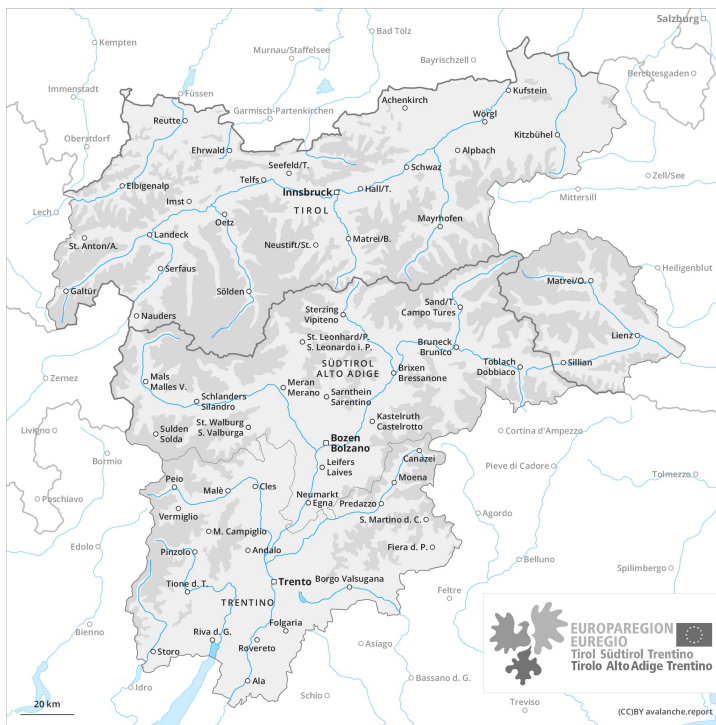 Salzburg
Kempten
Bad Tölz
Murnau/Staffelsee
Bayrischzell
Berchtesgaden
Immenstadt
Füssen
Kufstein
Achenkirch
Garmisch-Partenkirchen
Reutte
Wörgl
Oberstdorf
Kitzbühel
Ehrwald
Alpbach
Seefeld/T.
Schwaz
Telfs
Zell/See
Elbigenalp
Innsbruck
Hall/T.
Mittersill
Imst
TIROL
Lech
Oetz
Mayrhofen
St. Anton/A.
Landeck
Neustift/St.
Matrei/B.
Serfaus
Heiligenblut
Galtür
Sölden
Matrei/O.
Nauders
Sand/T.
Campo Tures
Sterzing
Vipiteno
Lienz
St. Leonhard/P.
S. Leonardo i. P.
Bruneck
Brunico
SÜDTIROL
ALTO ADIGE
Toblach
Dobbiaco
Sillian
Brixen
Bressanone
Zernez
Mals
Malles V.
Meran
Merano
Sarnthein
Sarentino
Schlanders
Silandro
Kastelruth
Castelrotto
St. Walburg
S. Valburga
Sulden
Solda
Livigno
Cortina d'Ampezzo
Bozen
Bolzano
Bormio
Canazei
Leifers
Laives
Pieve di Cadore
Tolmezzo
Peio
Moena
Malè
Cles
Poschiavo
Neumarkt
Egna
Predazzo
Vermiglio
Agordo
S. Martino d. C.
M. Campiglio
Edolo
Pinzolo
Andalo
Fiera d. P.
Belluno
Spilimbergo
Trento
Borgo Valsugana
Tione d. T.
Feltre
TRENTINO
Folgaria
Bienno
Riva d. G.
Rovereto
Asiago
Storo
Bassano d. G.
Ala
Idro
Schio
Treviso
EUROPAREGION
EUREGIO
Tirol Südtirol Trentino
Tirolo Alto Adige Trentino
20 km
(CC)BY avalanche.report